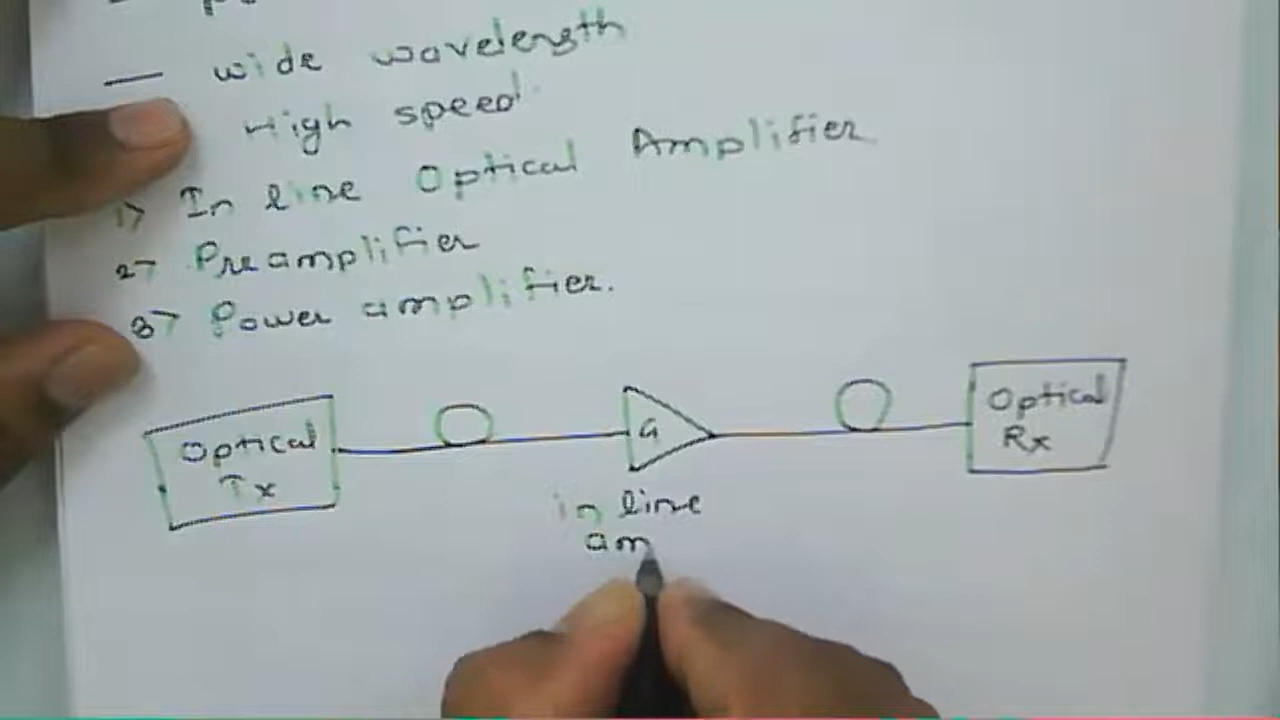 — wide wavelength
High speed
1> In line Optical Amplifier
2> Preamplifier
3> Power amplifier.
Optical
Tx
G
Optical
Rx
in line
am